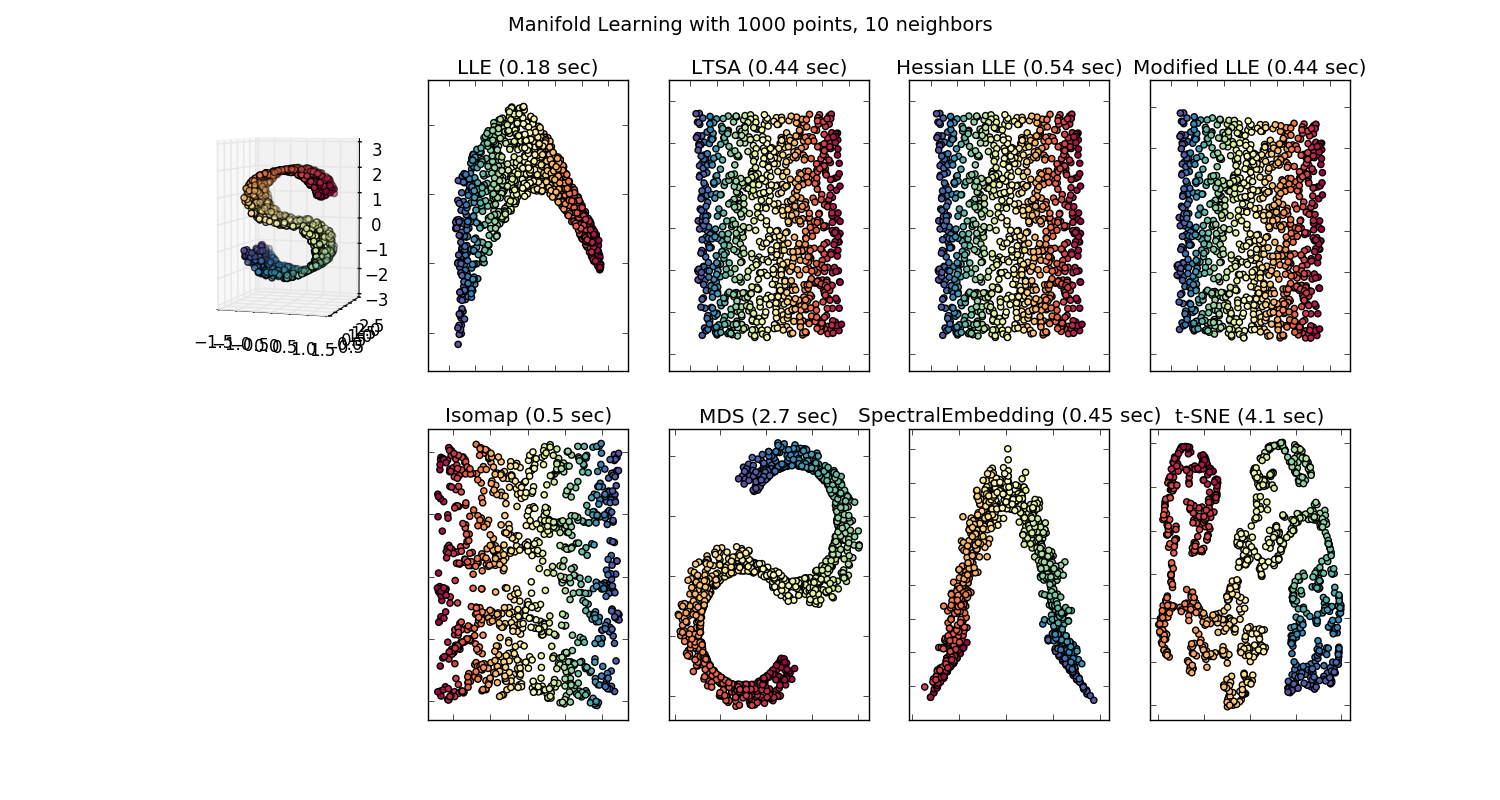 Manifold Learning with 1000 points, 10 neighbors
LLE (0.18 sec)
LTSA (0.44 sec)
Hessian LLE (0.54 sec)
Modified LLE (0.44 sec)
3
2
1
0
−1
−2
−3
Isomap (0.5 sec)
MDS (2.7 sec)
SpectralEmbedding (0.45 sec)
t-SNE (4.1 sec)